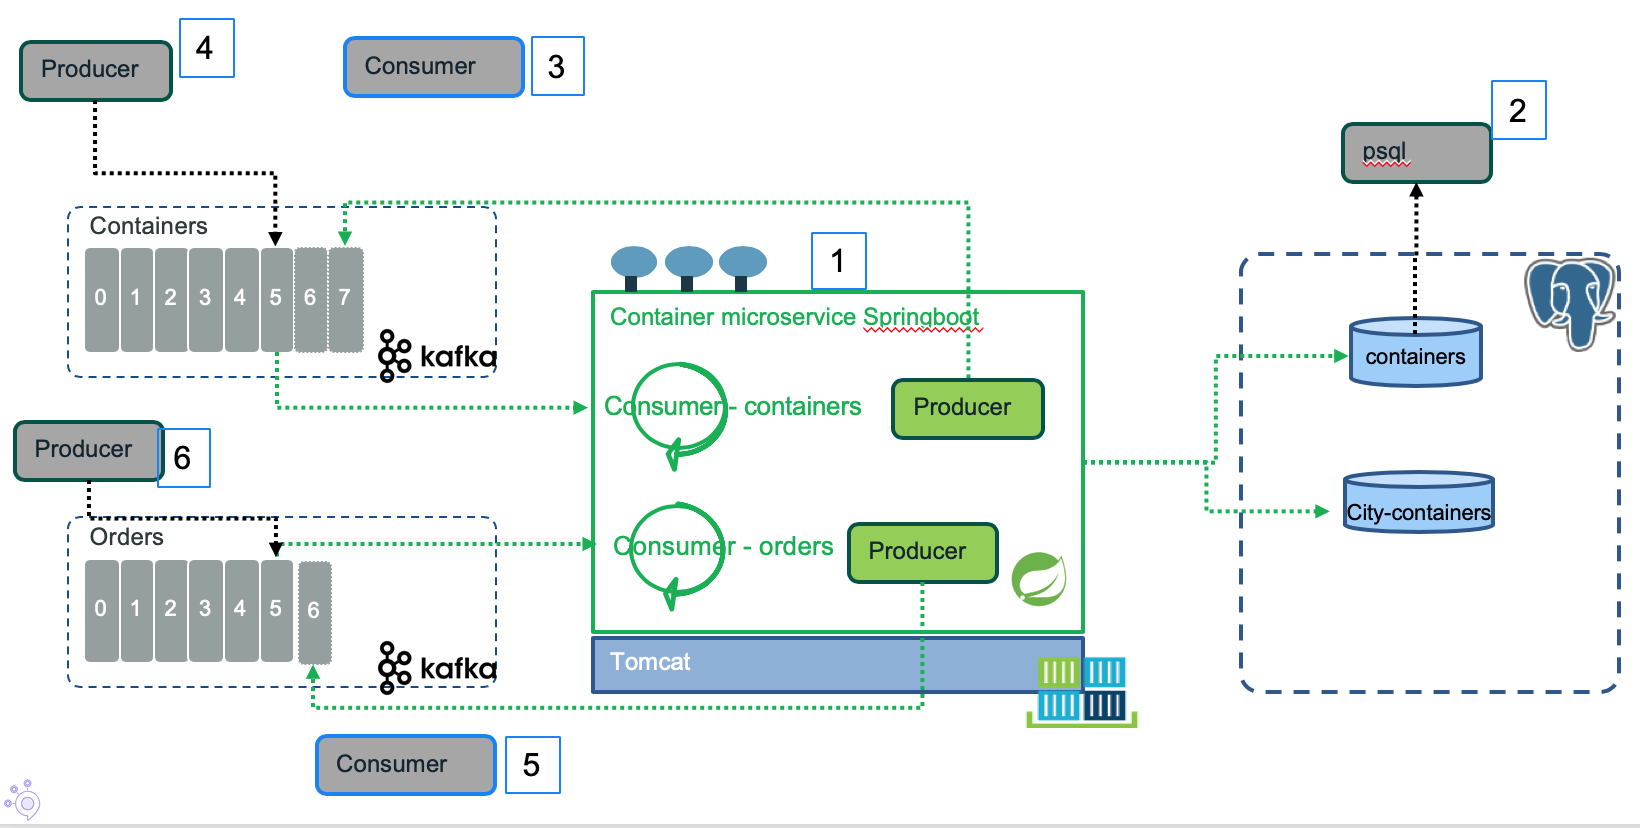 Producer
4
Consumer
3
2
psql
Containers
0 1 2 3 4 5 6 7
kafka
1
Container microservice Springboot
Consumer - containers
Producer
containers
Producer
6
Orders
0 1 2 3 4 5 6
kafka
Consumer - orders
Producer
City-containers
Tomcat
Consumer
5